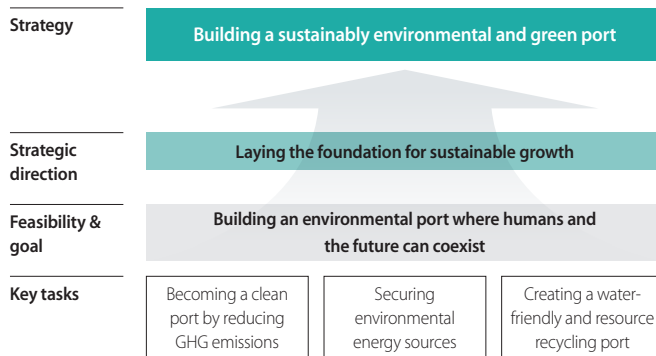 Strategy
Building a sustainably environmental and green port
Strategic
direction
Laying the foundation for sustainable growth
Feasibility &
goal
Building an environmental port where humans and
the future can coexist
Key tasks
Becoming a clean
port by reducing
GHG emissions
Securing
environmental
energy sources
Creating a water-
friendly and resource
recycling port